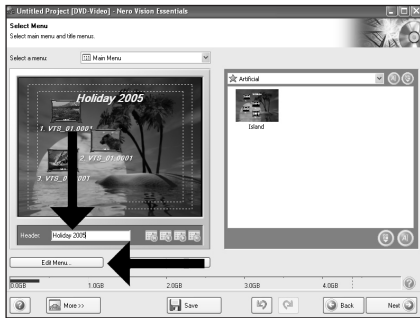 Untitled Project [DVD-Video] - Nero Vision Essentials
Select Menu
Select main menu and title menus.
Select a menu: Main Menu
Artificial
Holiday 2005
Island
1. VTS_01.0001
2. VTS_01.0001
Header: Holiday 2005
Edit Menu...
0.0GB 1.0GB 2.0GB 3.0GB 4.0GB
More >> Save Back Next